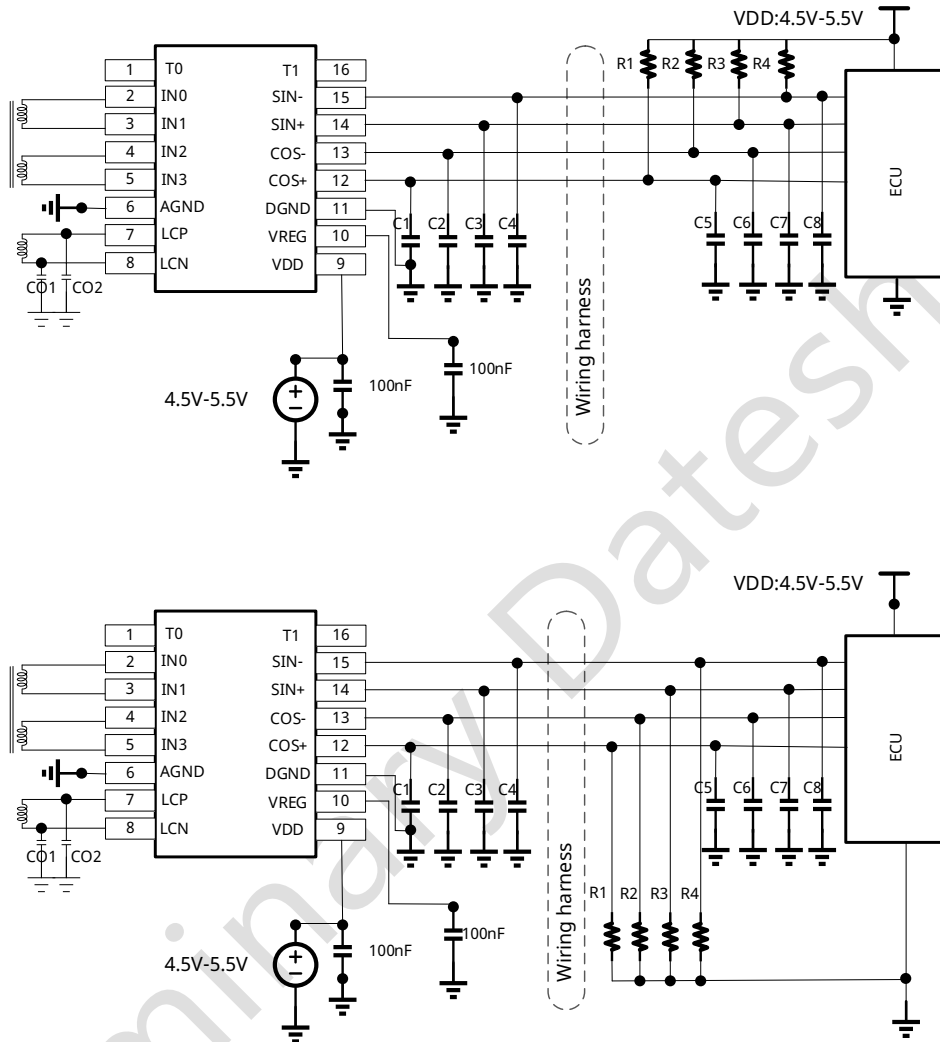 VDD:4.5V-5.5V
R1 R2 R3 R4
1 T0 T1 16
2 IN0 SIN- 15
3 IN1 SIN+ 14
4 IN2 COS- 13
5 IN3 COS+ 12
6 AGND DGND 11
7 LCP VREG 10
8 LCN VDD 9
C1 C2 C3 C4
C5 C6 C7 C8
ECU
CO1 CO2
Wiring harness
4.5V-5.5V
100nF
100nF
VDD:4.5V-5.5V
1 T0 T1 16
2 IN0 SIN- 15
3 IN1 SIN+ 14
4 IN2 COS- 13
5 IN3 COS+ 12
6 AGND DGND 11
7 LCP VREG 10
8 LCN VDD 9
C1 C2 C3 C4
C5 C6 C7 C8
ECU
CO1 CO2
Wiring harness
R1 R2 R3 R4
4.5V-5.5V
100nF
100nF
minary Datesh